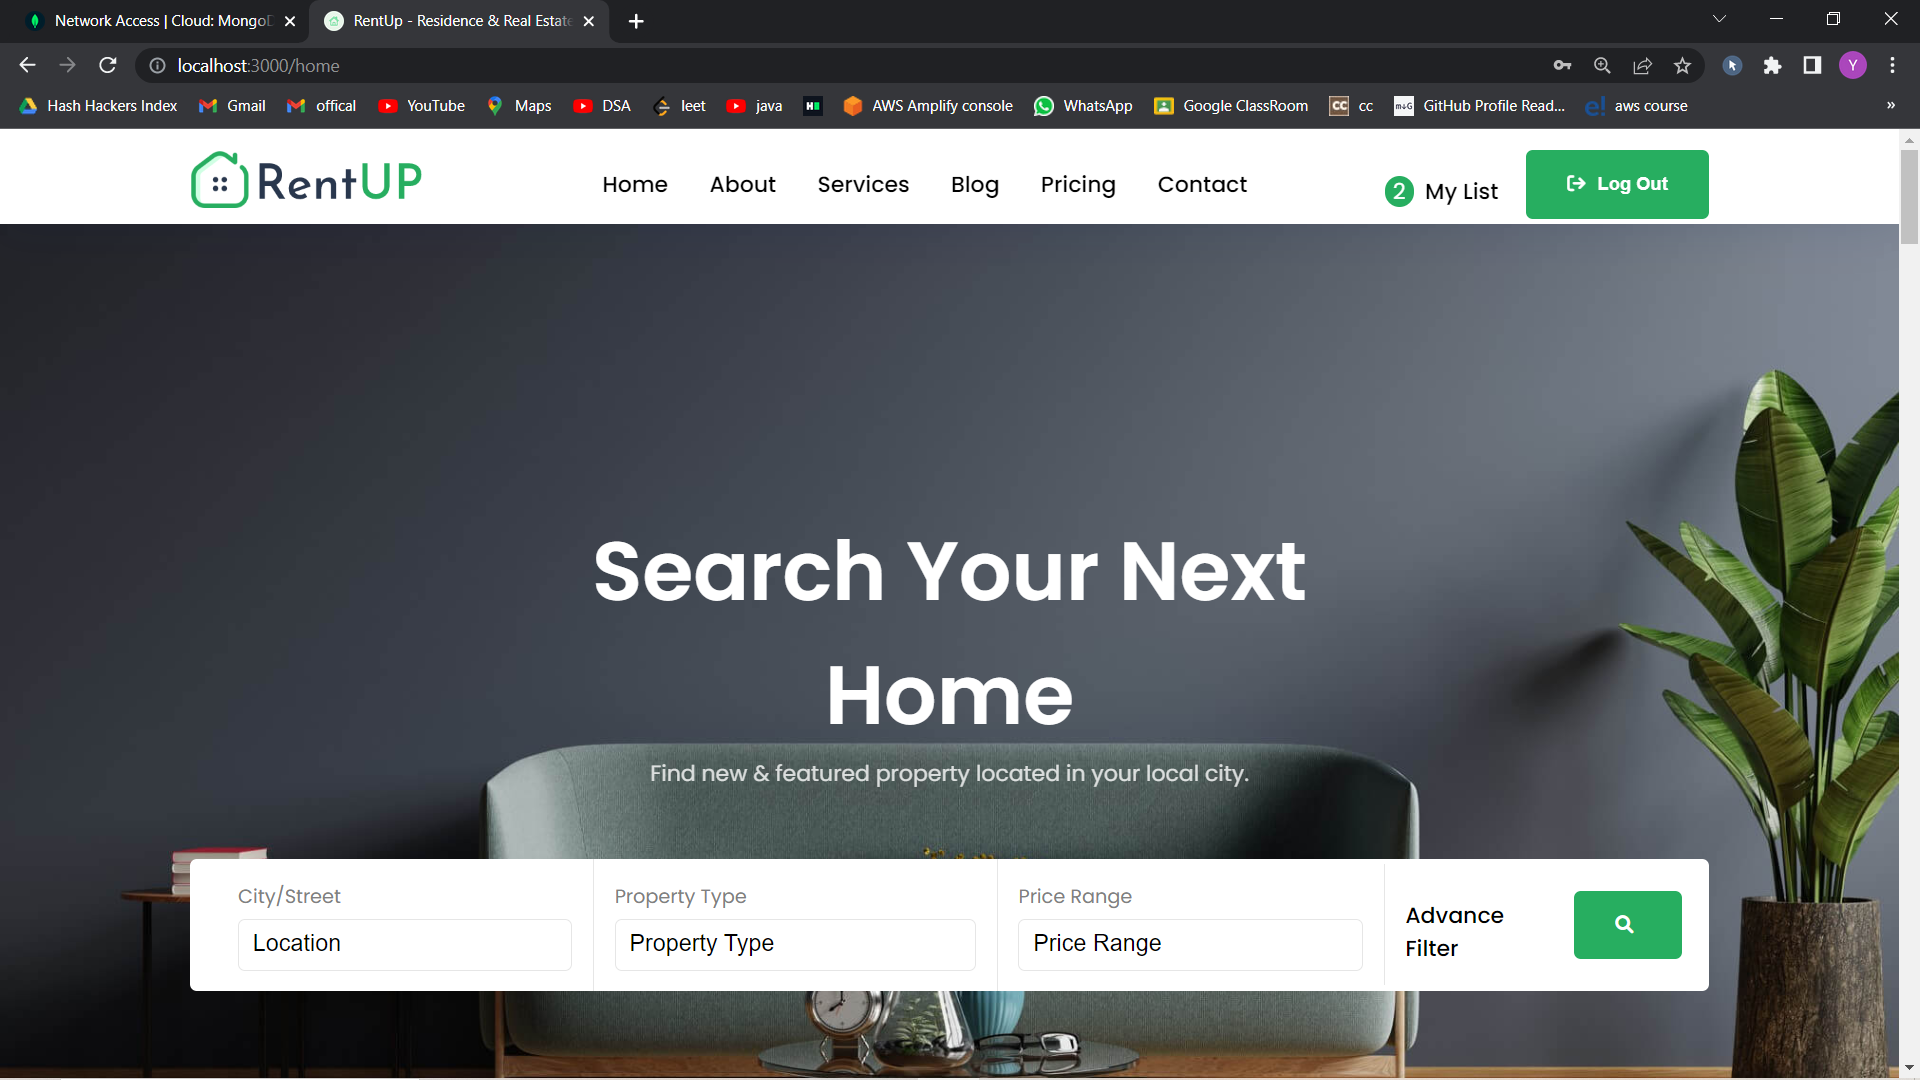 Network Access | Cloud: MongoD
RentUp - Residence & Real Estate
localhost:3000/home
Y
Hash Hackers Index
Gmail
offical
YouTube
Maps
DSA
leet
java
H
AWS Amplify console
WhatsApp
Google ClassRoom
CC cc
M↓G GitHub Profile Read...
e! aws course
»
RentUP
Home
About
Services
Blog
Pricing
Contact
2 My List
Log Out
Search Your Next
Home
Find new & featured property located in your local city.
City/Street
Location
Property Type
Property Type
Price Range
Price Range
Advance
Filter